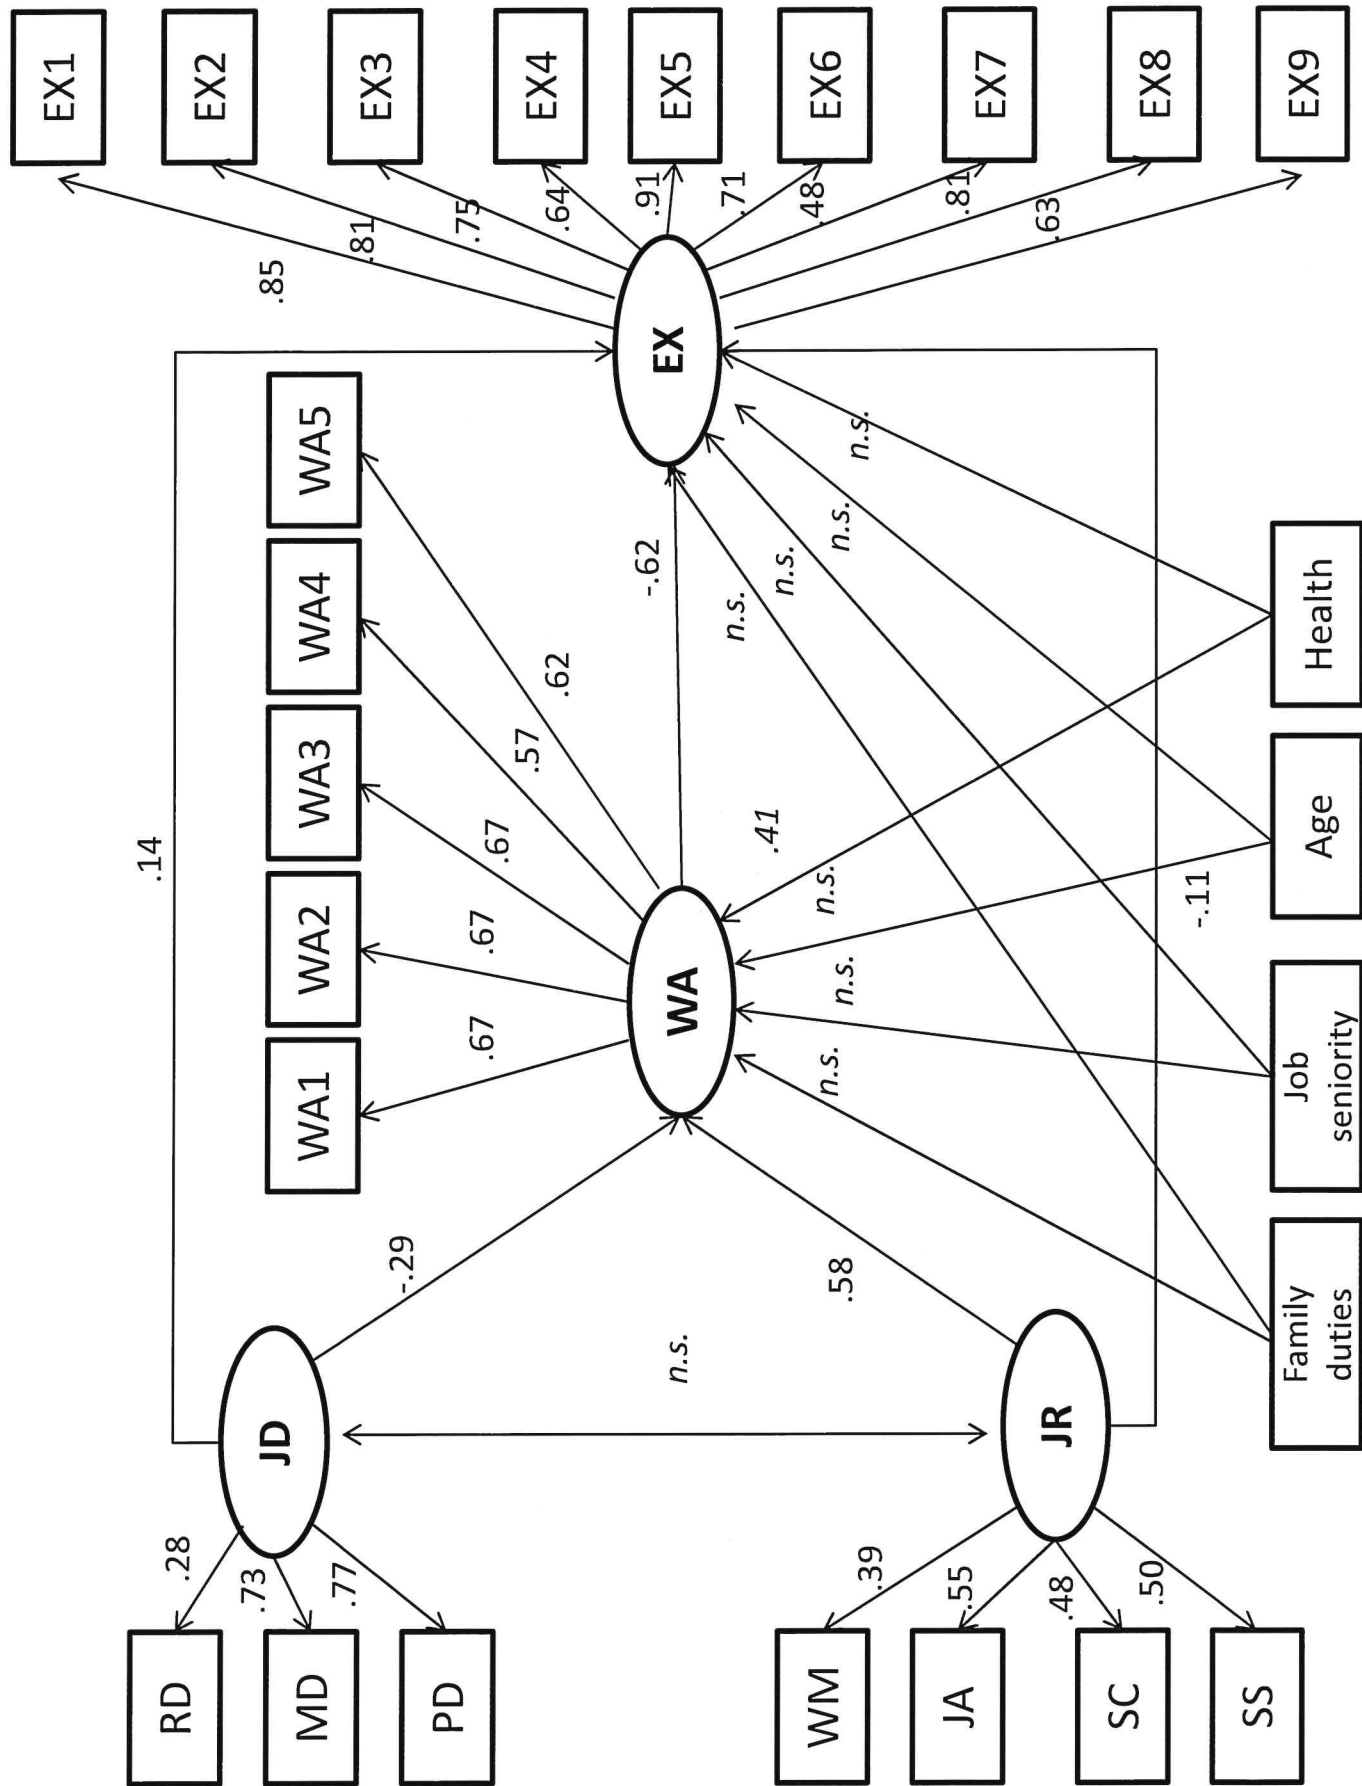 RD
MD
PD
.28
.73
.77
JD
.14
-.29
n.s.
WM
JA
SC
SS
.39
.55
.48
.50
JR
.58
-.11
WA1
WA2
WA3
WA4
WA5
.67
.67
.67
.57
.62
WA
-.62
n.s.
n.s.
n.s.
.41
n.s.
n.s.
n.s.
n.s.
Family
duties
Job
seniority
Age
Health
EX
.85
.81
.75
.64
.91
.71
.48
.81
.63
EX1
EX2
EX3
EX4
EX5
EX6
EX7
EX8
EX9